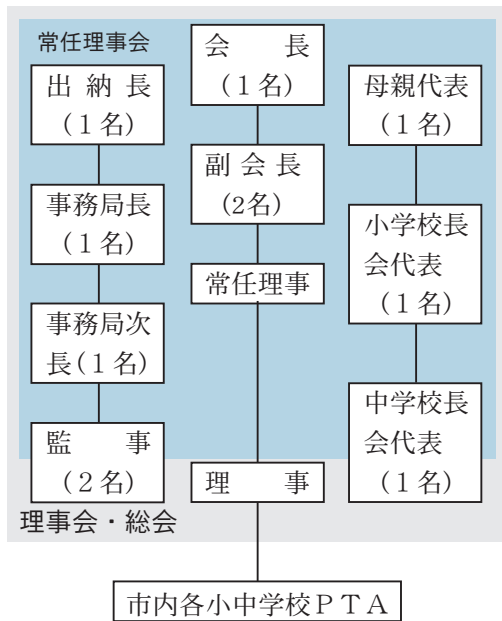 常任理事会
出納長
(1名)
事務局長
(1名)
事務局次
長(1名)
監　事
(2名)
会　長
(1名)
副会長
(2名)
常任理事
理　事
母親代表
(1名)
小学校長
会代表
(1名)
中学校長
会代表
(1名)
理事会・総会
市内各小中学校ＰＴＡ